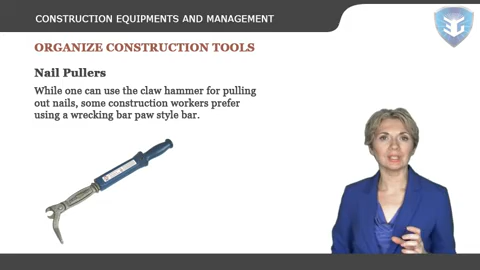 CONSTRUCTION EQUIPMENTS AND MANAGEMENT
ORGANIZE CONSTRUCTION TOOLS
Nail Pullers
While one can use the claw hammer for pulling
out nails, some construction workers prefer
using a wrecking bar paw style bar.